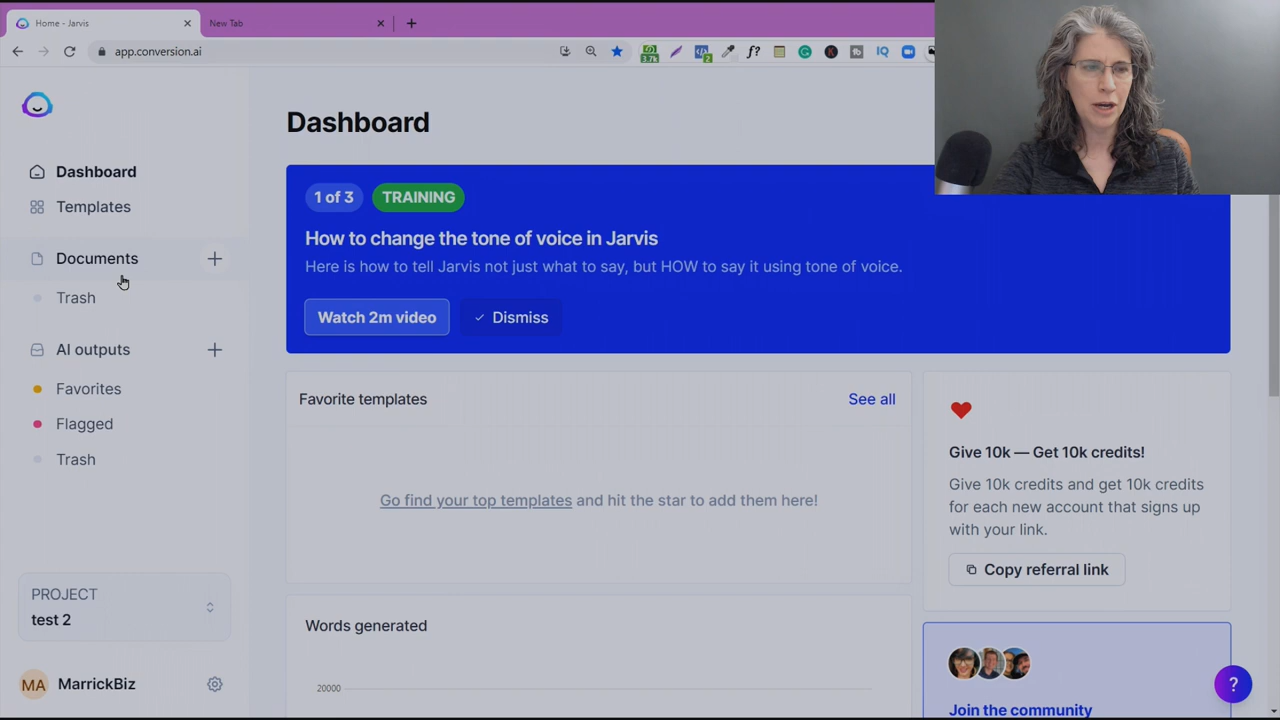 Home - Jarvis
New Tab
app.conversion.ai
3.7k
2
f?
IQ
Dashboard
Templates
Documents
Trash
AI outputs
Favorites
Flagged
Trash
PROJECT
test 2
MA
MarrickBiz
Dashboard
1 of 3
TRAINING
How to change the tone of voice in Jarvis
Here is how to tell Jarvis not just what to say, but HOW to say it using tone of voice.
Watch 2m video
Dismiss
Favorite templates
See all
Go find your top templates and hit the star to add them here!
Words generated
20000
Give 10k — Get 10k credits!
Give 10k credits and get 10k credits
for each new account that signs up
with your link.
Copy referral link
Join the community
?